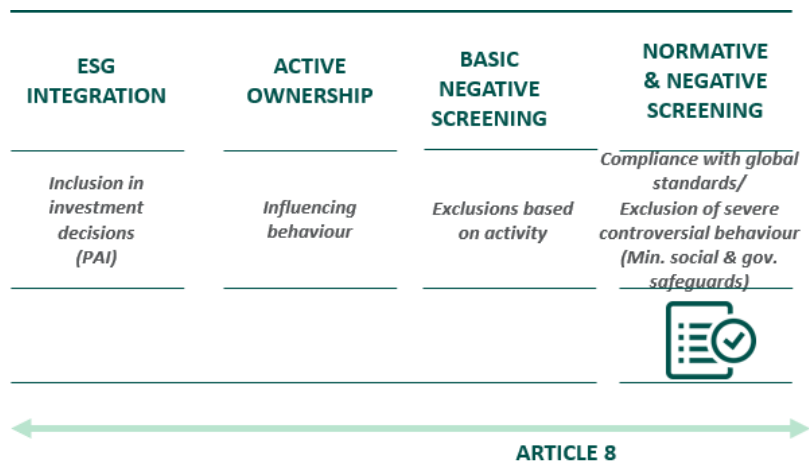 ESG
INTEGRATION
ACTIVE
OWNERSHIP
BASIC
NEGATIVE
SCREENING
NORMATIVE
& NEGATIVE
SCREENING
Inclusion in
investment
decisions
(PAI)
Influencing
behaviour
Exclusions based
on activity
Compliance with global
standards/
Exclusion of severe
controversial behaviour
(Min. social & gov.
safeguards)
ARTICLE 8